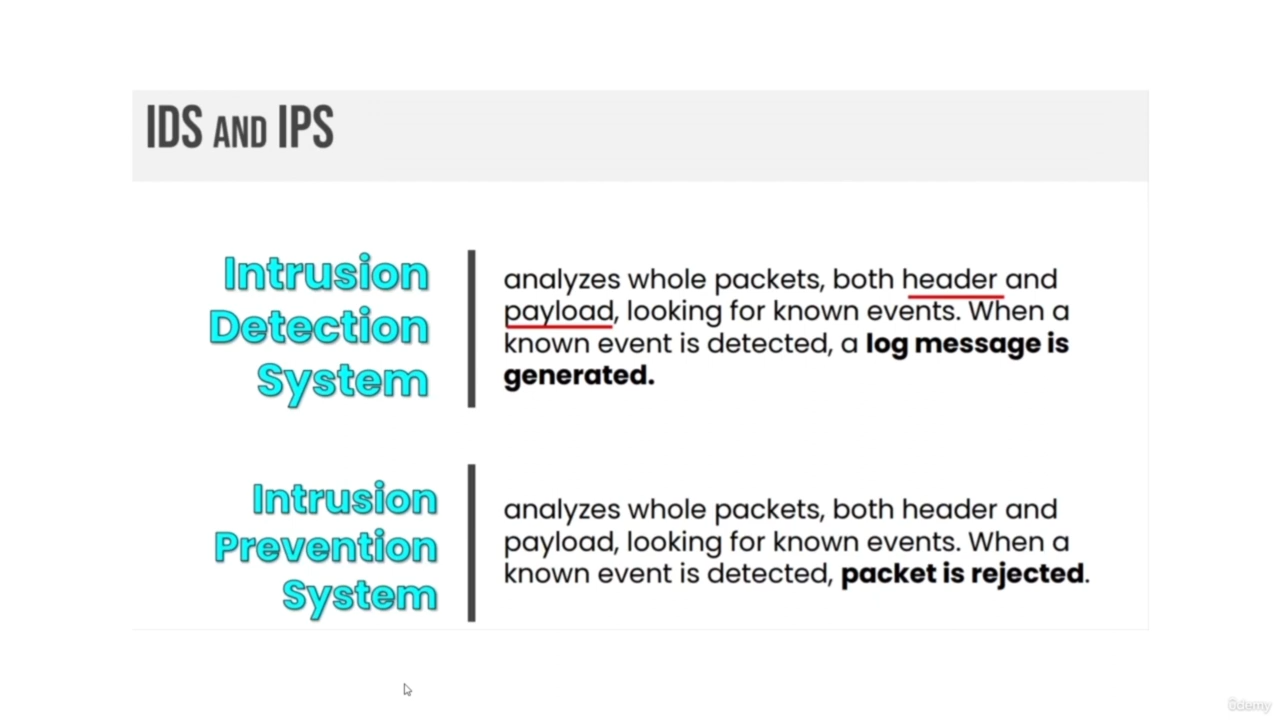 IDS AND IPS
Intrusion
Detection
System
analyzes whole packets, both header and
payload, looking for known events. When a
known event is detected, a log message is
generated.
Intrusion
Prevention
System
analyzes whole packets, both header and
payload, looking for known events. When a
known event is detected, packet is rejected.
ûdemy